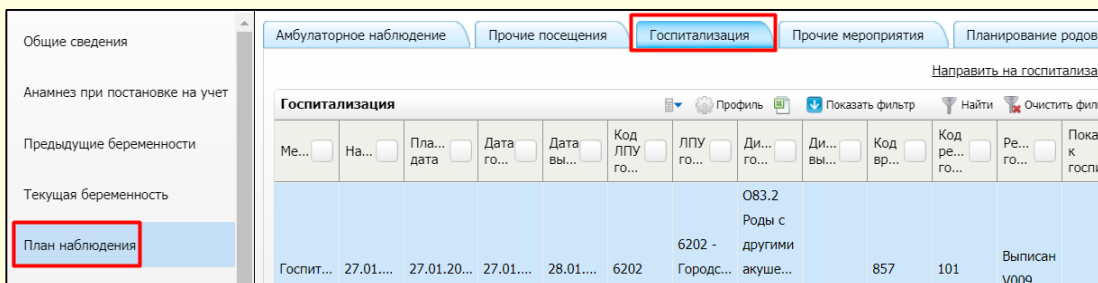 Общие сведения
Анамнез при постановке на учет
Предыдущие беременности
Текущая беременность
План наблюдения
Амбулаторное наблюдение Прочие посещения Госпитализация Прочие мероприятия Планирование родов
Направить на госпитализа
Госпитализация Профиль Показать фильтр Найти Очистить фил
Ме... На... Пла... дата Дата го... Дата вы... Код ЛПУ го... ЛПУ го... Ди... го... Ди... вы... Код вр... Код ре... го... Ре... го... Пока к госпи
O83.2
Роды с
6202 - другими
Выписан
Госпит... 27.01.... 27.01.20... 27.01.... 28.01.... 6202 Городс... акуше... 857 101
V009